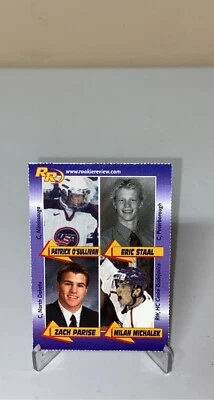 RR
www.rookiereview.com
C, Mississauga
PATRICK O'SULLIVAN
ERIC STAAL
C, Peterborough
C, North Dakota
ZACH PARISE
MILAN MICHALEK
RW, HC Ceske Budejovice